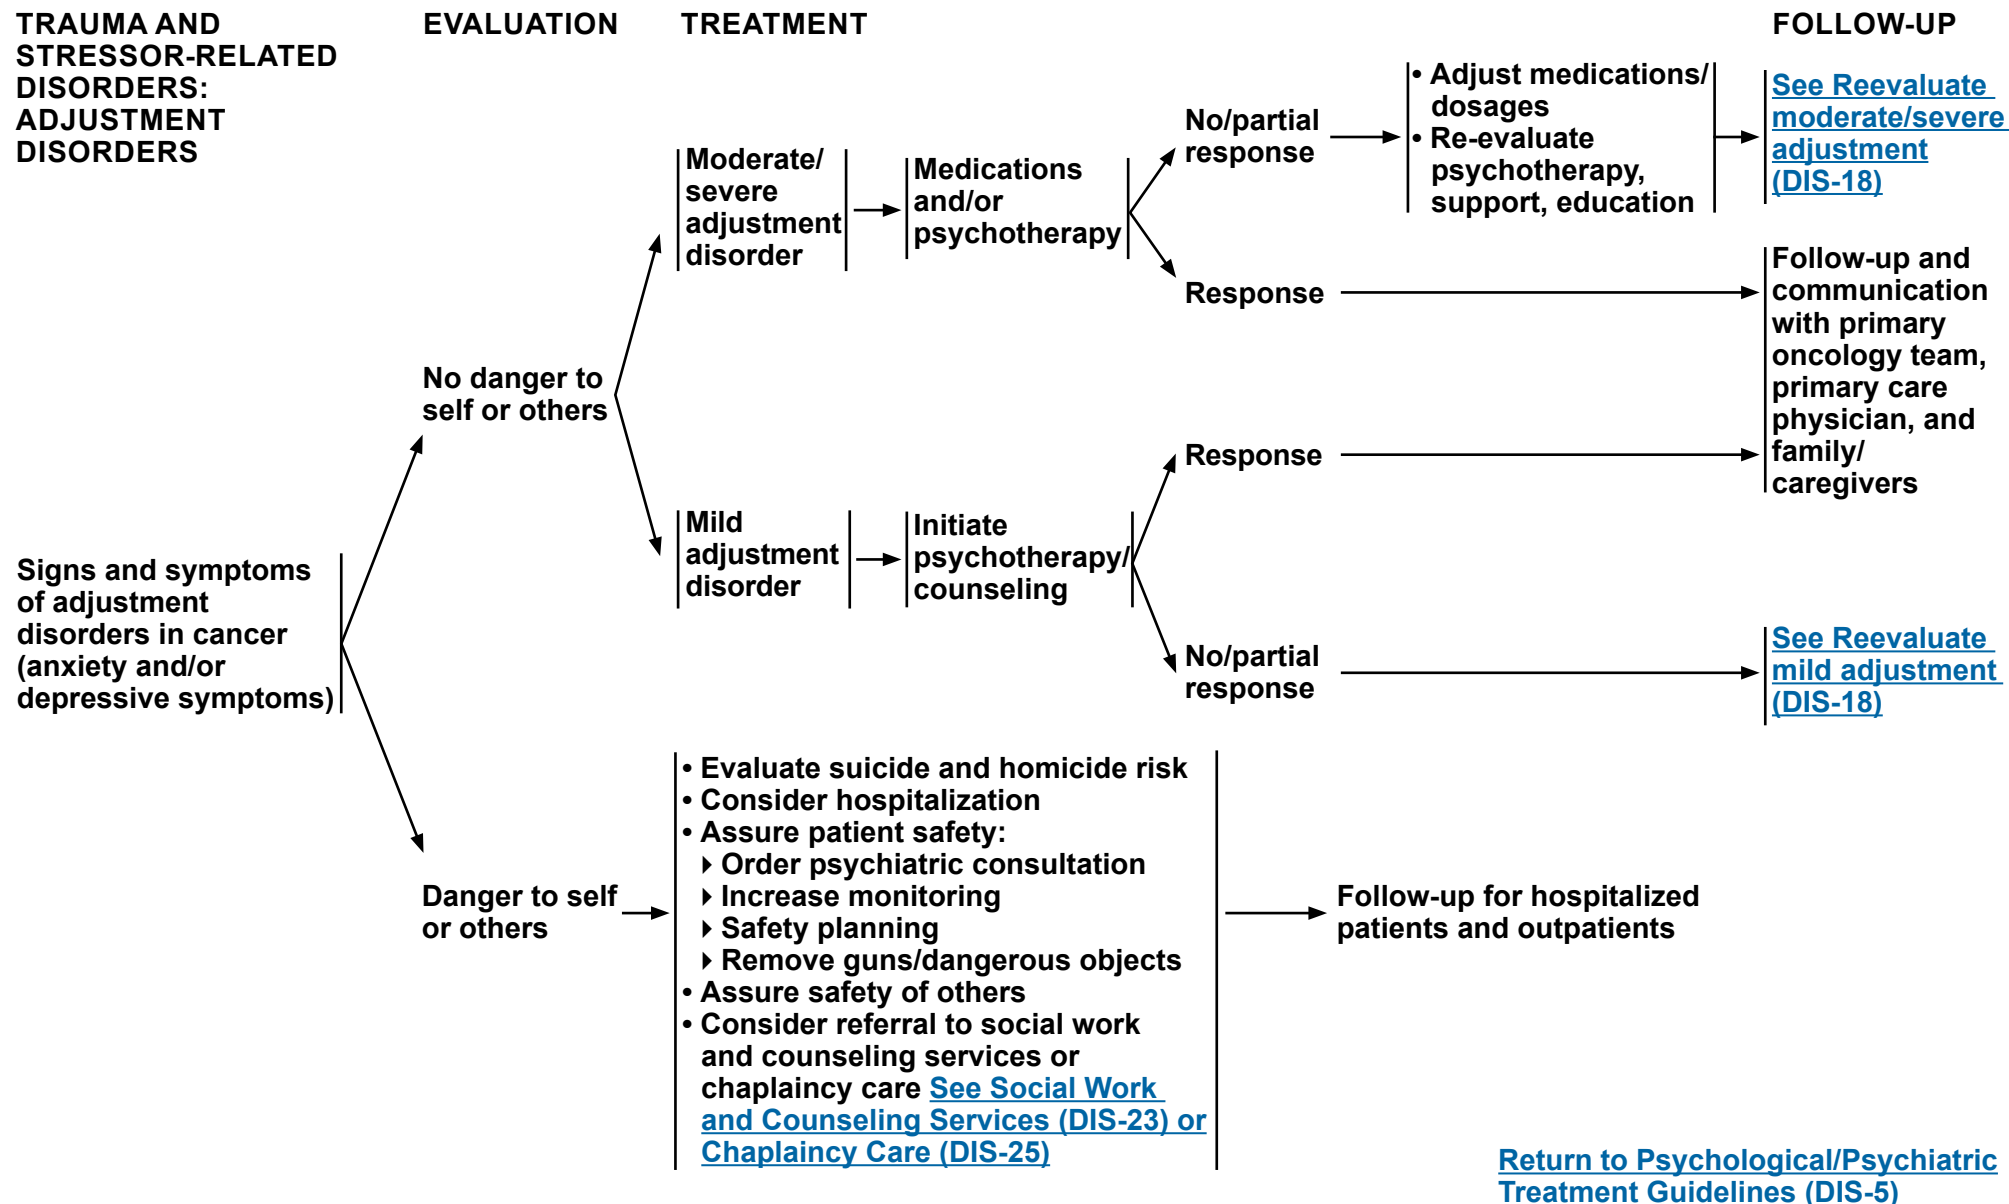 TRAUMA AND
STRESSOR-RELATED
DISORDERS:
ADJUSTMENT
DISORDERS
EVALUATION
TREATMENT
FOLLOW-UP
Signs and symptoms
of adjustment
disorders in cancer
(anxiety and/or
depressive symptoms)
No danger to
self or others
Moderate/
severe
adjustment
disorder
Medications
and/or
psychotherapy
No/partial
response
• Adjust medications/
dosages
• Re-evaluate
psychotherapy,
support, education
See Reevaluate
moderate/severe
adjustment
(DIS-18)
Response
Follow-up and
communication
with primary
oncology team,
primary care
physician, and
family/
caregivers
Mild
adjustment
disorder
Initiate
psychotherapy/
counseling
Response
No/partial
response
See Reevaluate
mild adjustment
(DIS-18)
Danger to self
or others
• Evaluate suicide and homicide risk
• Consider hospitalization
• Assure patient safety:
▸ Order psychiatric consultation
▸ Increase monitoring
▸ Safety planning
▸ Remove guns/dangerous objects
• Assure safety of others
• Consider referral to social work
and counseling services or
chaplaincy care See Social Work
and Counseling Services (DIS-23) or
Chaplaincy Care (DIS-25)
Follow-up for hospitalized
patients and outpatients
Return to Psychological/Psychiatric
Treatment Guidelines (DIS-5)